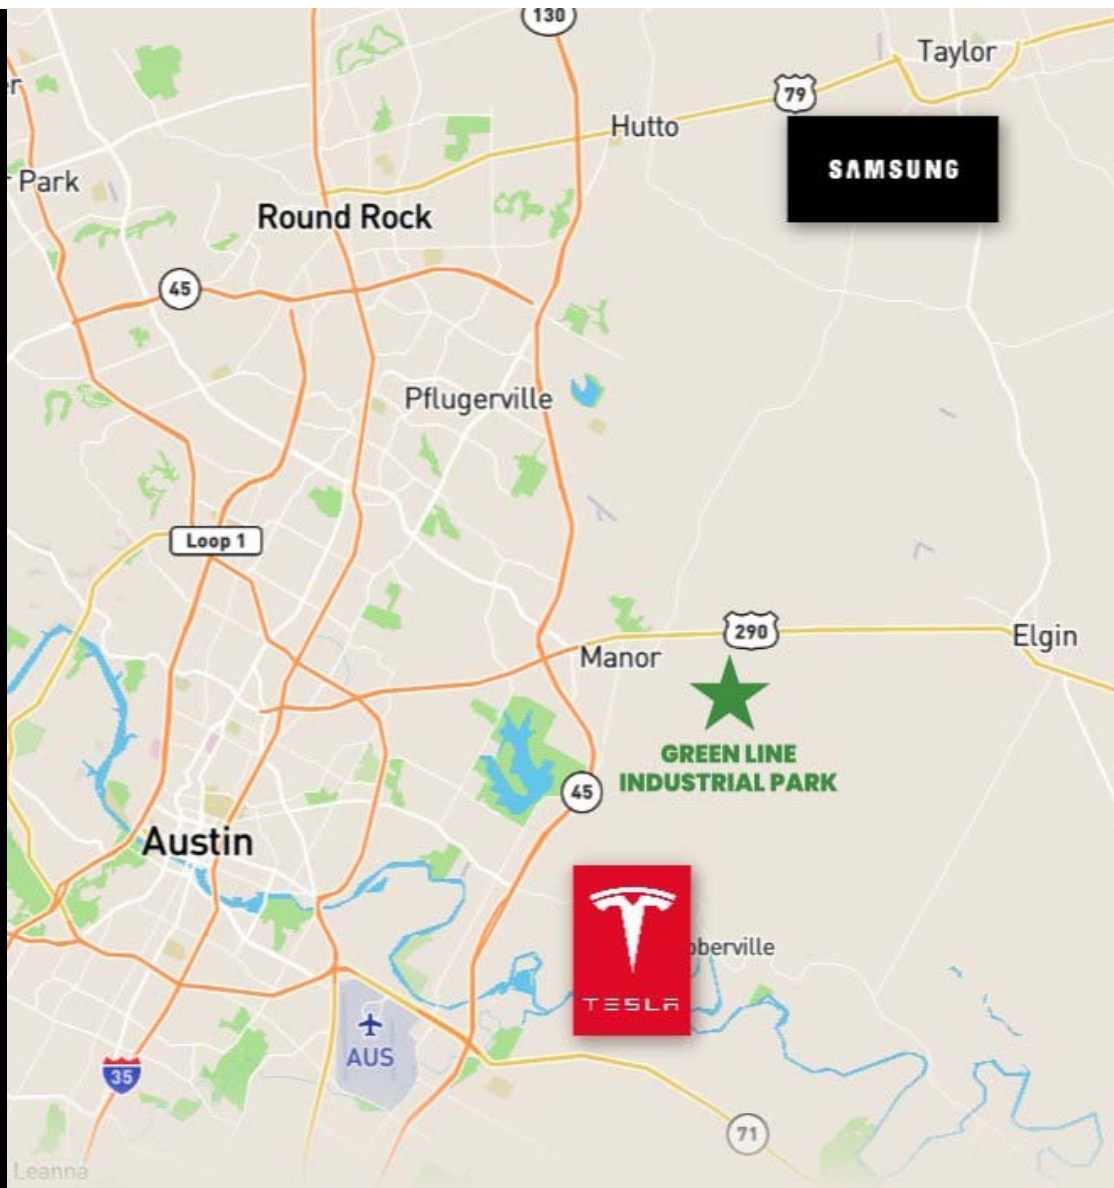 130
Taylor
79
Hutto
SAMSUNG
r
r Park
Round Rock
45
Pflugerville
Loop 1
290
Manor
Elgin
GREEN LINE
INDUSTRIAL PARK
45
Austin
TESLA
berville
AUS
35
71
Leanna